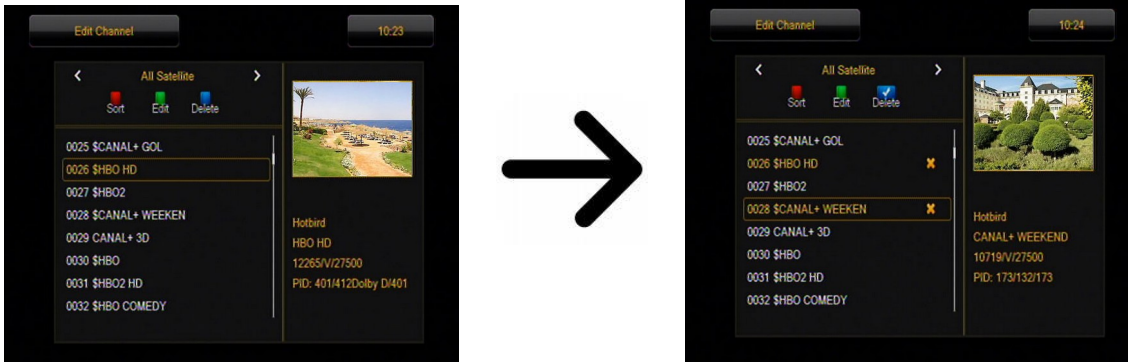 Edit Channel
10:23
All Satellite
Sort Edit Delete
0025 $CANAL+ GOL
0026 $HBO HD
0027 $HBO2
0028 $CANAL+ WEEKEN
0029 CANAL+ 3D
0030 $HBO
0031 $HBO2 HD
0032 $HBO COMEDY
Hotbird
HBO HD
12265/V/27500
PID: 401/412Dolby D/401
Edit Channel
10:24
All Satellite
Sort Edit Delete
0025 $CANAL+ GOL
0026 $HBO HD
0027 $HBO2
0028 $CANAL+ WEEKEN
0029 CANAL+ 3D
0030 $HBO
0031 $HBO2 HD
0032 $HBO COMEDY
Hotbird
CANAL+ WEEKEND
10719/V/27500
PID: 173/132/173